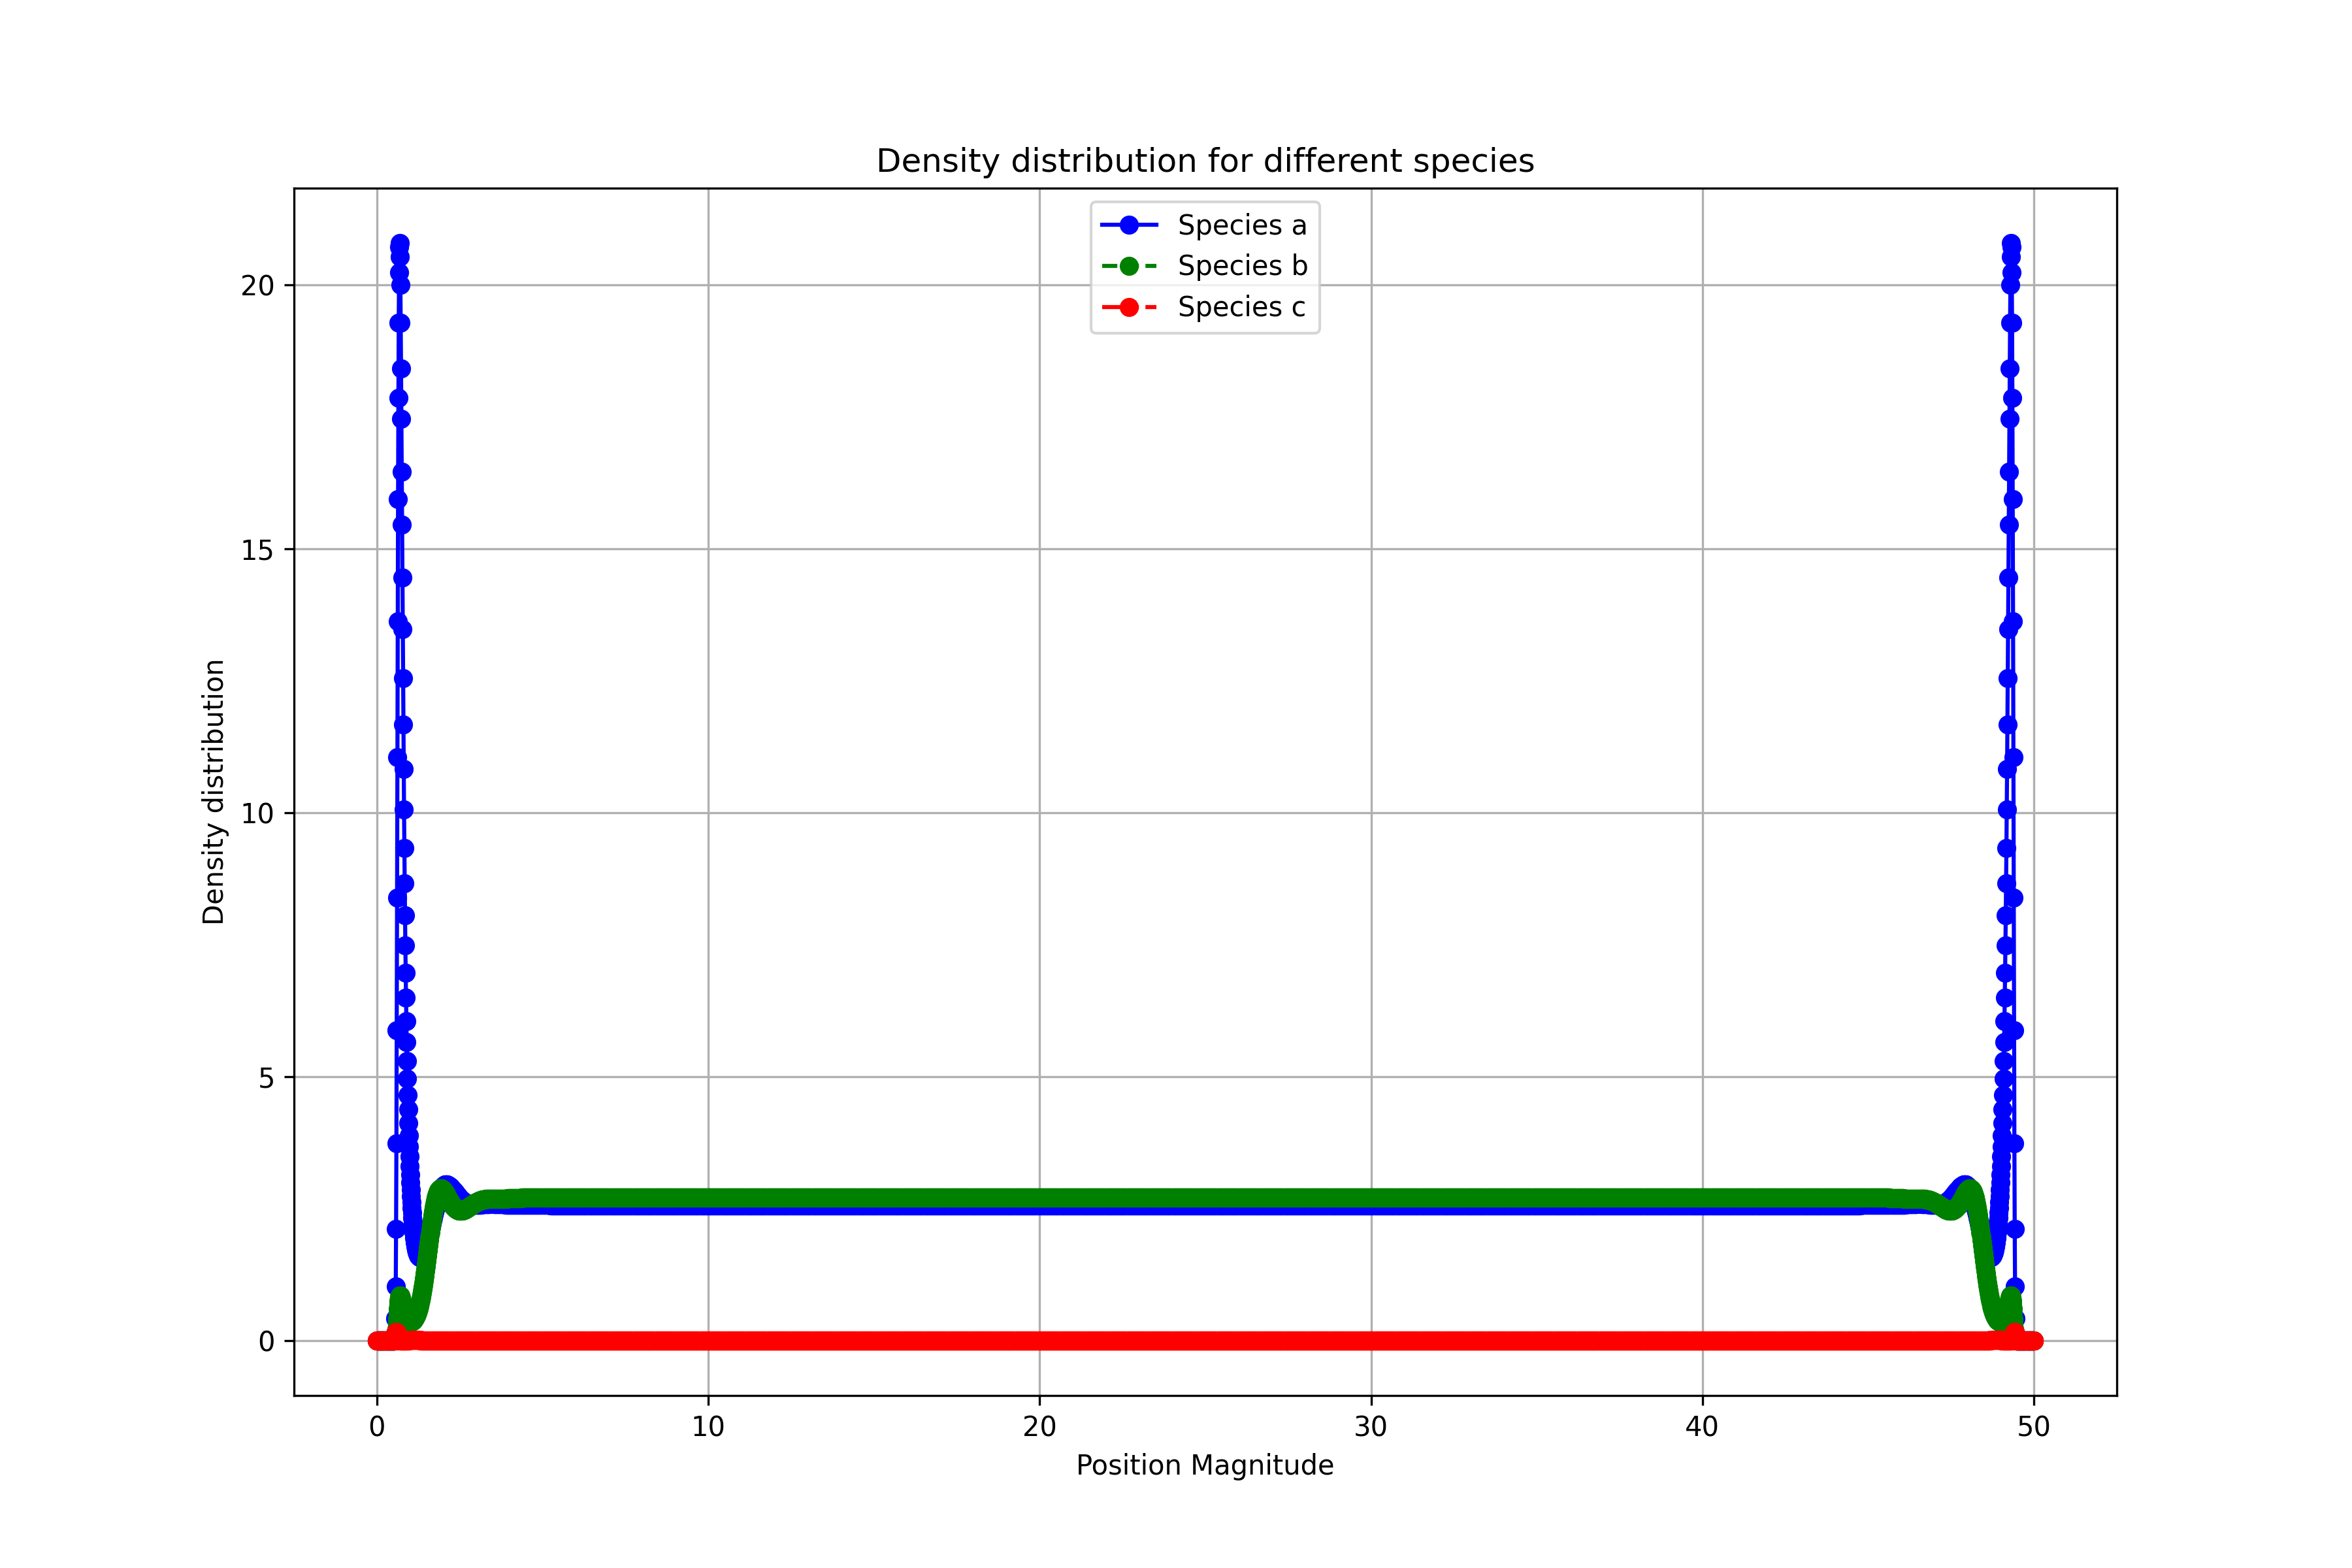 Density distribution for different species
Species a
Species b
Species c
Density distribution
20
15
10
5
0
0 10 20 30 40 50
Position Magnitude